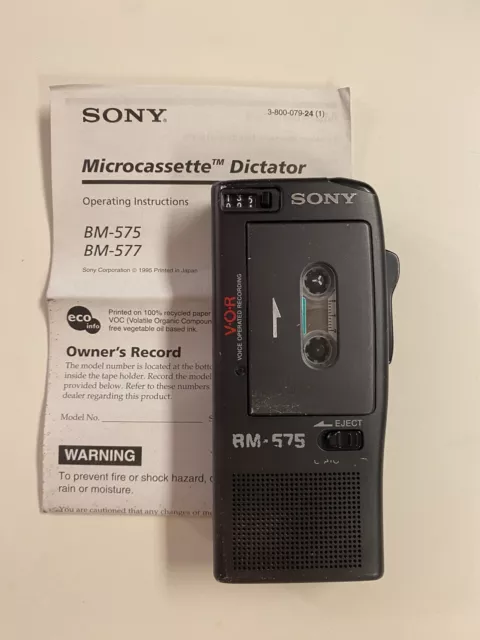 SONY®
3-800-079-24 (1)
Microcassette™ Dictator
Operating Instructions
BM-575
BM-577
Sony Corporation © 1995 Printed in Japan
eco info
Printed on 100% recycled paper
VOC (Volatile Organic Compoun
free vegetable oil based ink.
Owner's Record
The model number is located at the bottom
inside the tape holder. Record the model
provided below. Refer to these numbers
dealer regarding this product.
Model No.
WARNING
To prevent fire or shock hazard,
rain or moisture.
You are cautioned that any changes or
SONY
V·O·R
VOICE OPERATED RECORDING
EJECT
BM-575